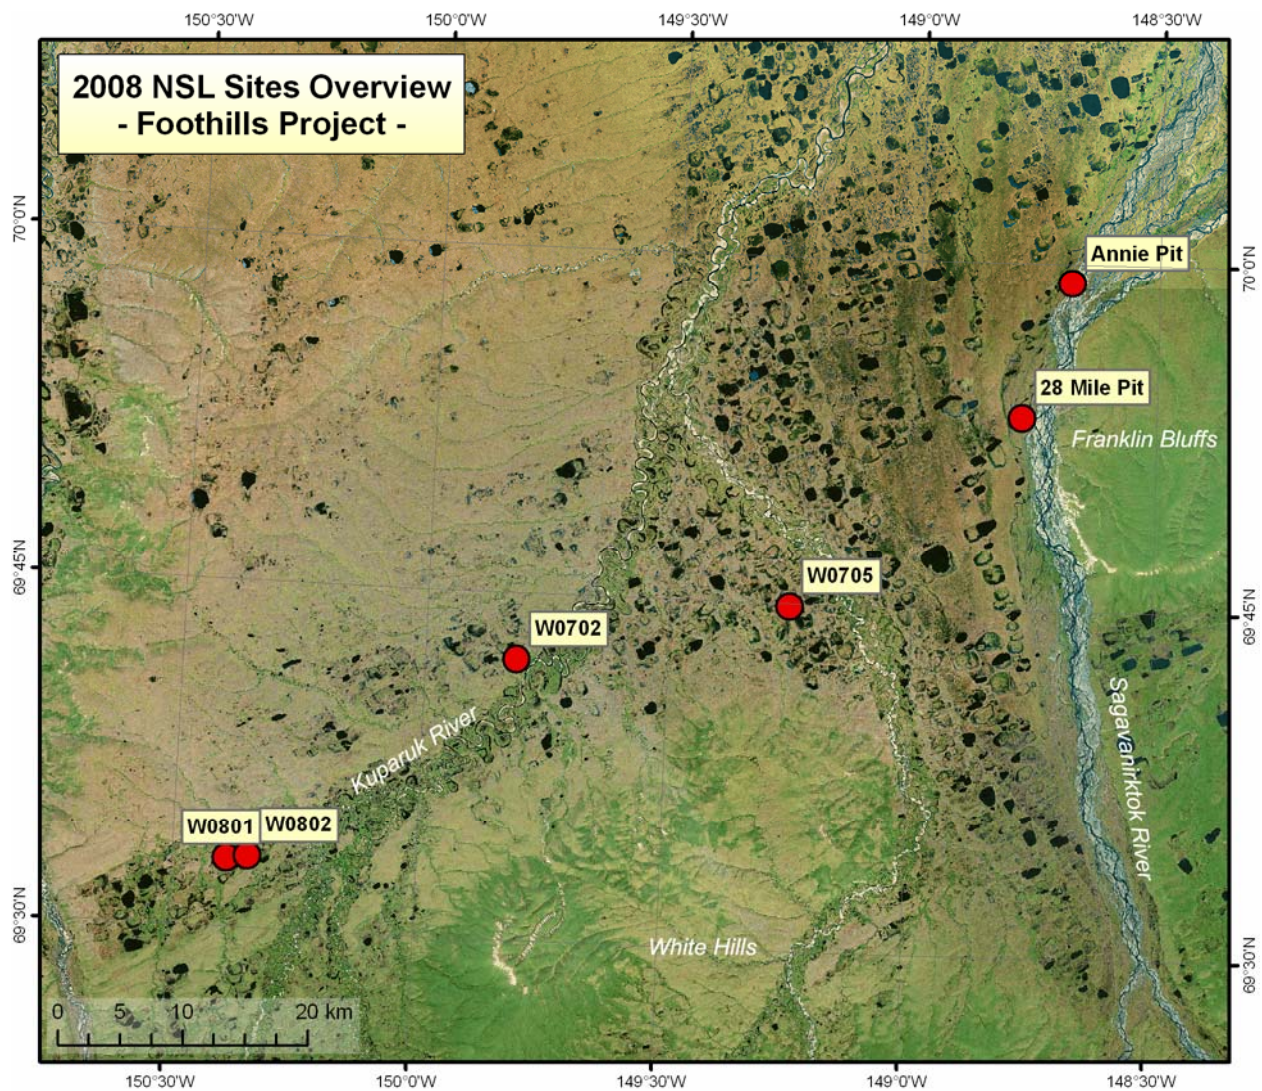 150°30'W
150°0'W
149°30'W
149°0'W
148°30'W
2008 NSL Sites Overview
- Foothills Project -
70°0'N
Annie Pit
70°0'N
28 Mile Pit
Franklin Bluffs
69°45'N
W0705
W0702
69°45'N
Kuparuk River
Sagavanirktok River
W0801
W0802
69°30'N
White Hills
69°30'N
0 5 10 20 km
150°30'W
150°0'W
149°30'W
149°0'W
148°30'W